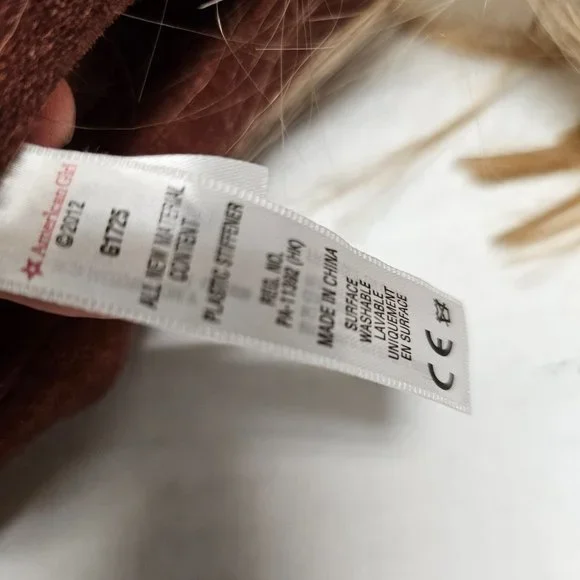 American Girl
©2012
G1725
ALL NEW MATERIAL
CONTENT
PLASTIC STIFFENER
REG. NO.
PA-11392 (HK)
MADE IN CHINA
SURFACE
WASHABLE
LAVABLE
UNIQUEMENT
EN SURFACE
CE